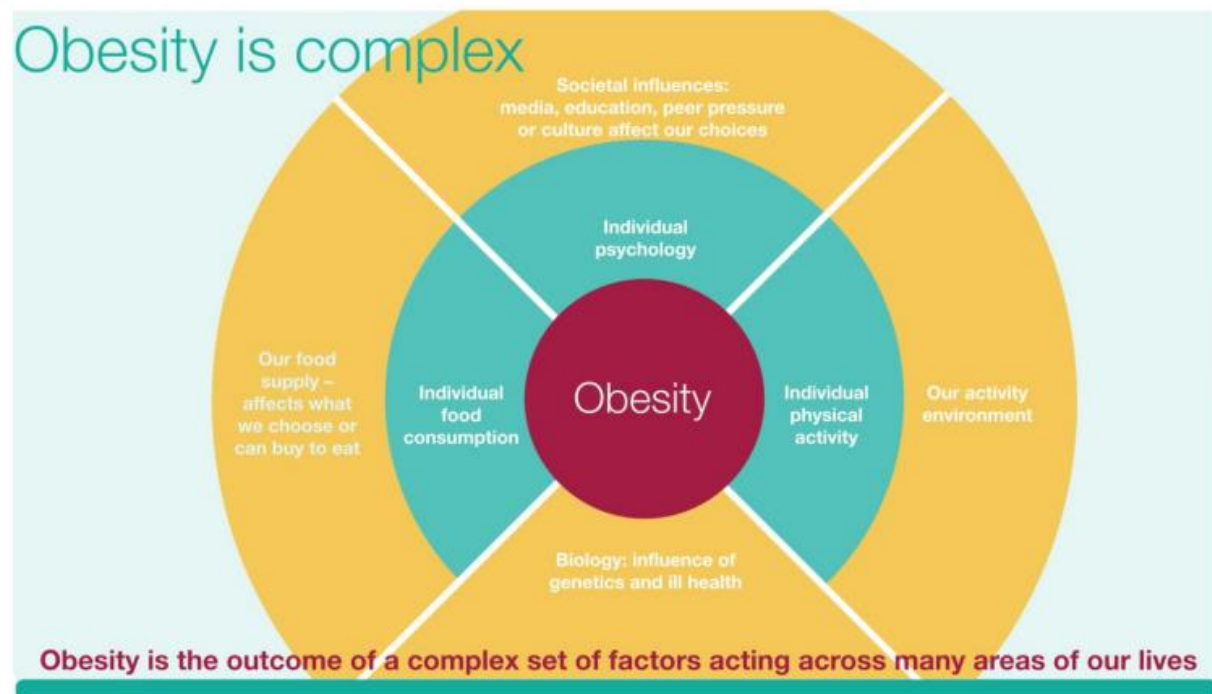 Obesity is complex
Societal influences:
media, education, peer pressure
or culture affect our choices
Individual
psychology
Our food
supply –
affects what
we choose or
can buy to eat
Individual
food
consumption
Obesity
Individual
physical
activity
Our activity
environment
Biology: influence of
genetics and ill health
Obesity is the outcome of a complex set of factors acting across many areas of our lives